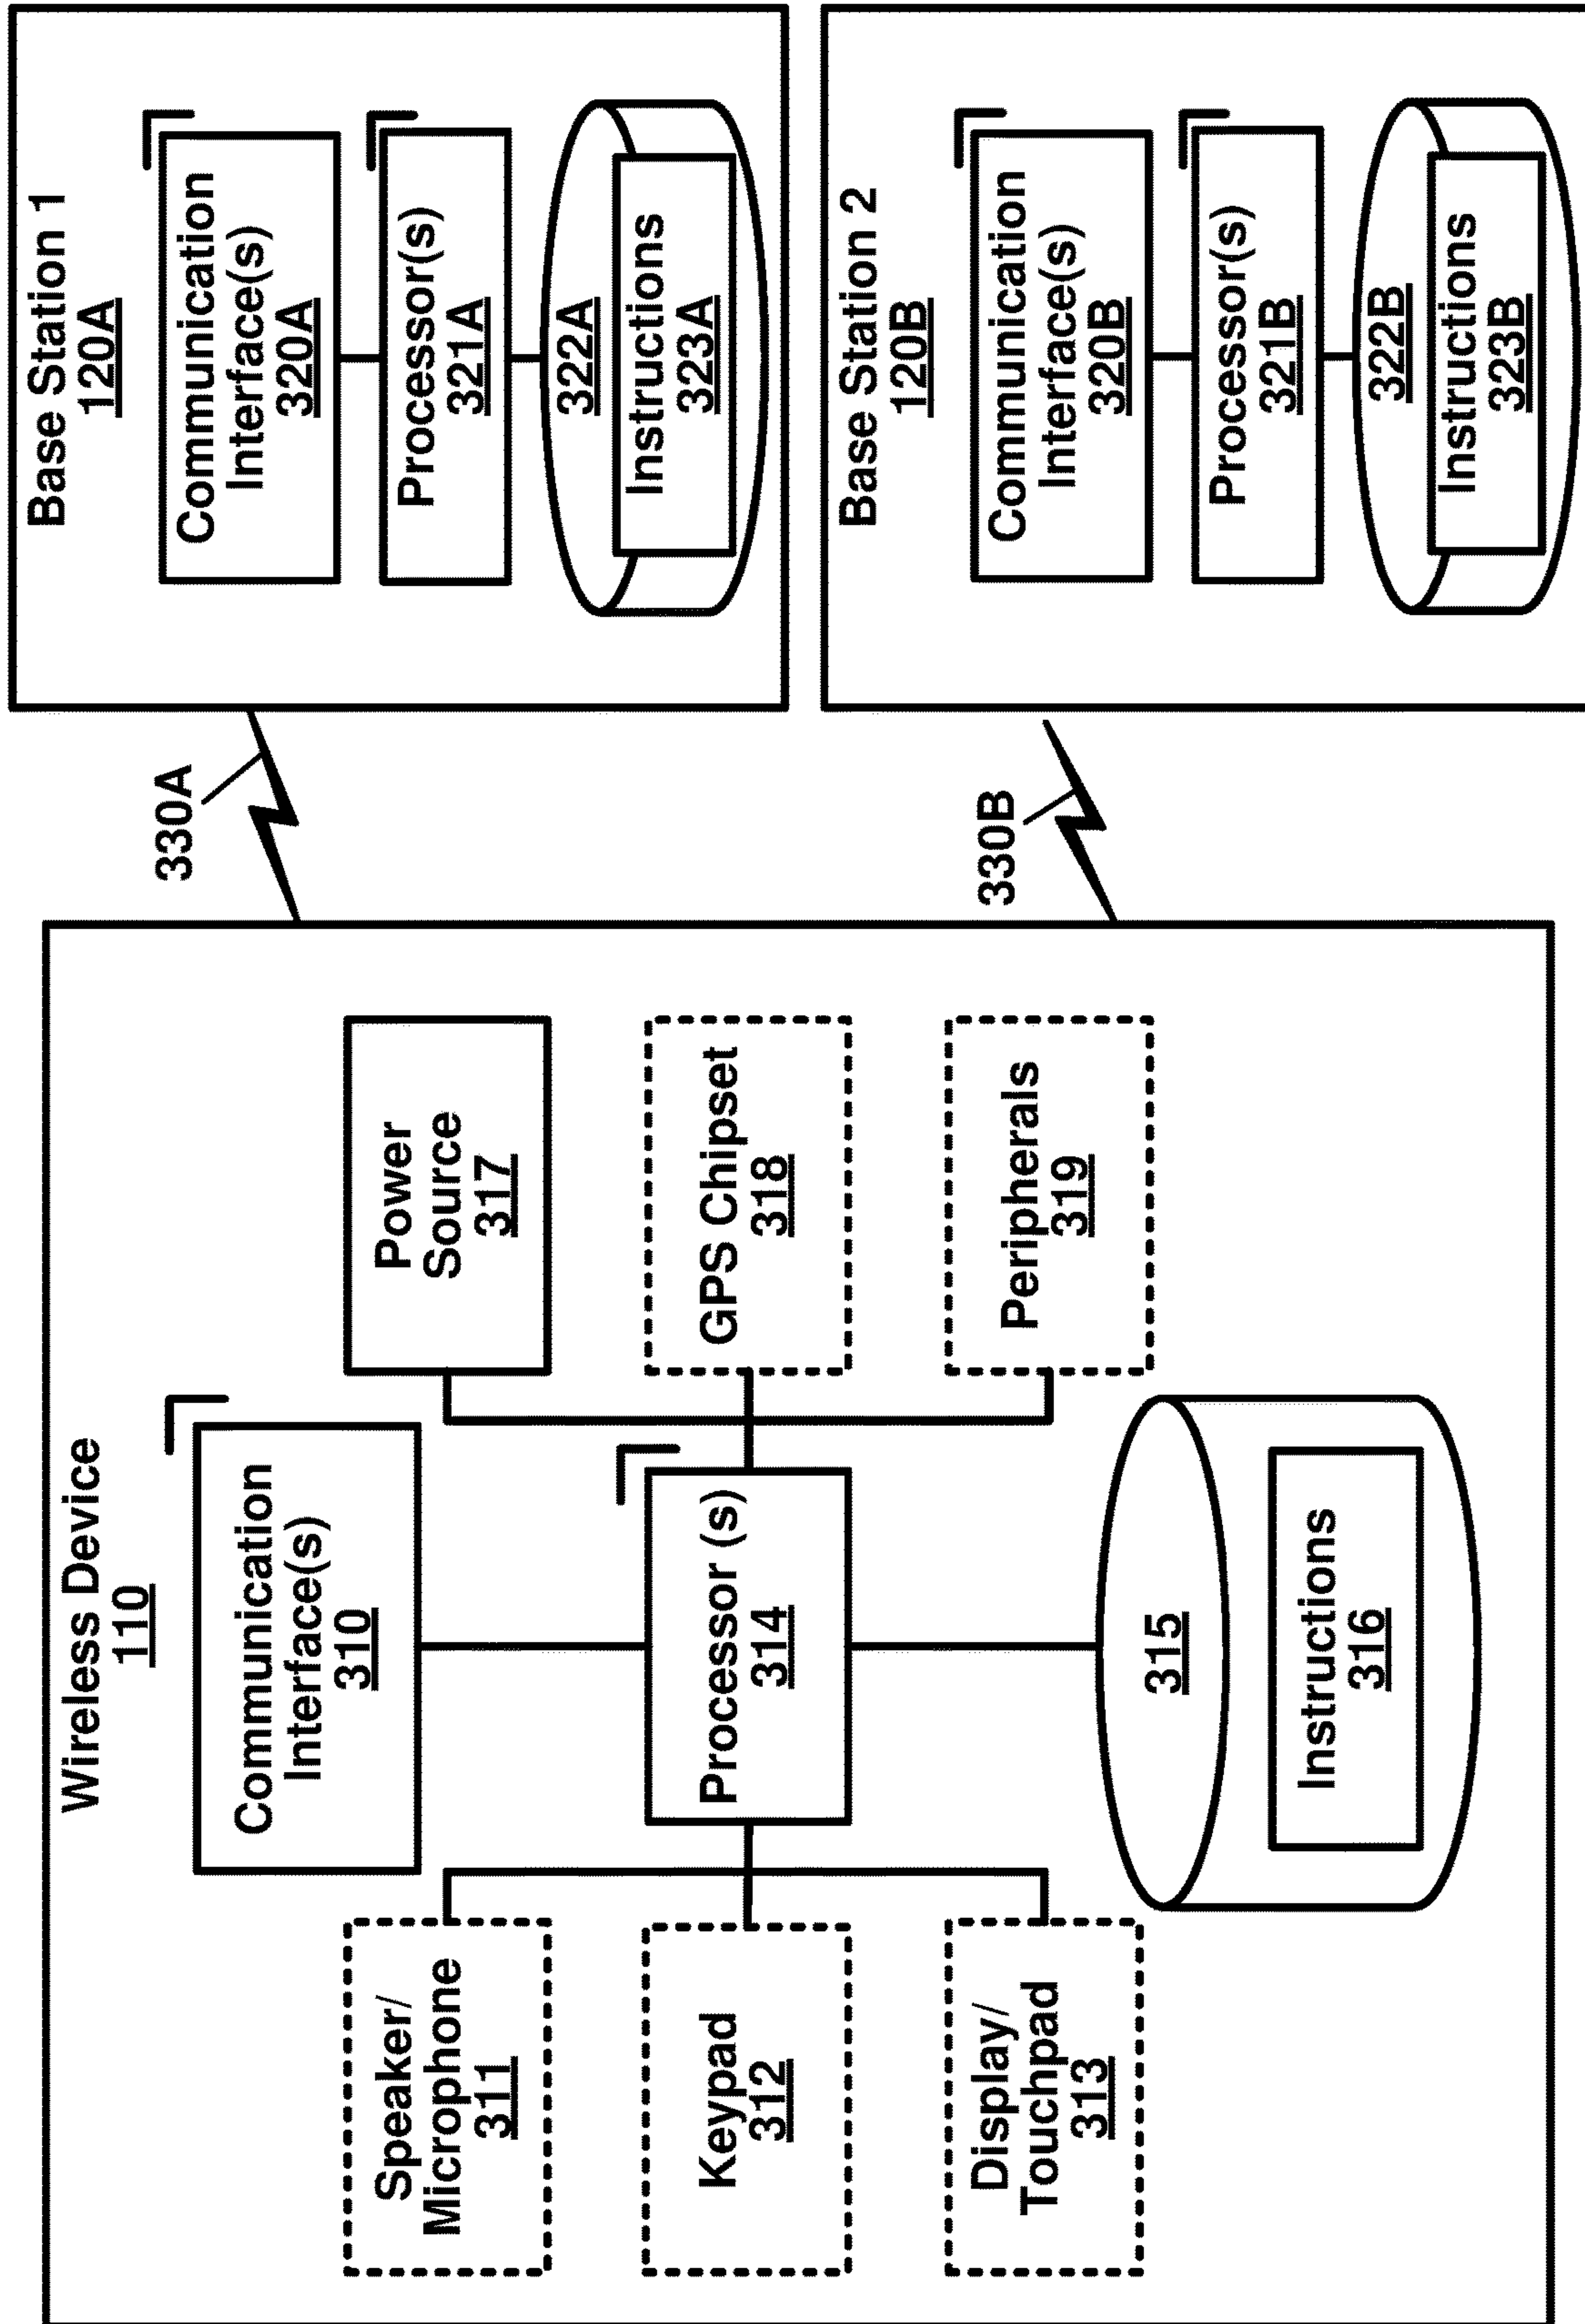 Wireless Device
110
Communication
Interface(s)
310
Speaker/
Microphone
311
Power
Source
317
Keypad
312
Processor (s)
314
GPS Chipset
318
Display/
Touchpad
313
Peripherals
319
315
Instructions
316
330A
330B
Base Station 1
120A
Communication
Interface(s)
320A
Processor(s)
321A
322A
Instructions
323A
Base Station 2
120B
Communication
Interface(s)
320B
Processor(s)
321B
322B
Instructions
323B